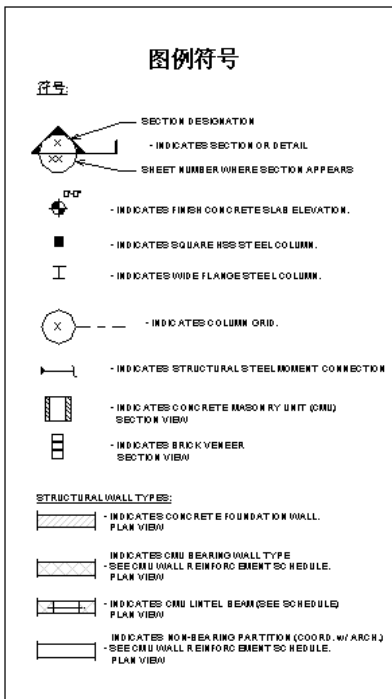 图例符号
符号:
SECTION DESIGNATION
X
- INDICATES SECTION OR DETAIL
XX
SHEET NUMBER WHERE SECTION APPEARS
0'-0"
- INDICATES FINISH CONCRETE SLAB ELEVATION.
- INDICATES SQUARE HSS STEEL COLUMN.
- INDICATES WIDE FLANGE STEEL COLUMN.
X
- INDICATES COLUMN GRID.
- INDICATES STRUCTURAL STEEL MOMENT CONNECTION
- INDICATES CONCRETE MASONRY UNIT (CMU)
SECTION VIEW
- INDICATES BRICK VENEER
SECTION VIEW
STRUCTURAL WALL TYPES:
- INDICATES CONCRETE FOUNDATION WALL.
PLAN VIEW
INDICATES CMU BEARING WALL TYPE
- SEE CMU WALL REINFORCEMENT SCHEDULE.
PLAN VIEW
- INDICATES CMU LINTEL BEAM (SEE SCHEDULE)
PLAN VIEW
INDICATES NON-BEARING PARTITION (COORD. w/ ARCH.)
- SEE CMU WALL REINFORCEMENT SCHEDULE.
PLAN VIEW